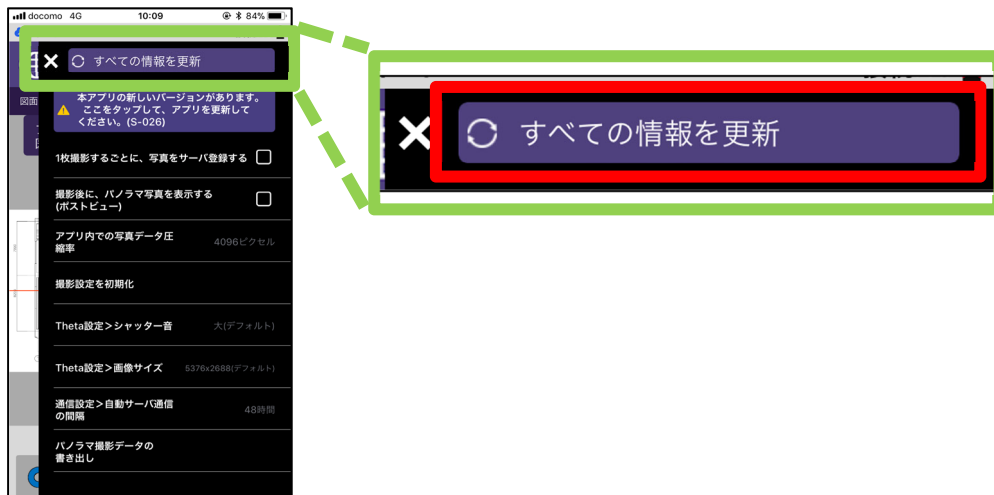 docomo 4G 10:09 84%
すべての情報を更新
図面
本アプリの新しいバージョンがあります。
ここをタップして、アプリを更新して
ください。(S-026)
1枚撮影するごとに、写真をサーバ登録する
撮影後に、パノラマ写真を表示する
(ポストビュー)
アプリ内での写真データ圧
縮率
4096ピクセル
撮影設定を初期化
Theta設定＞シャッター音
大(デフォルト)
Theta設定＞画像サイズ
5376x2688(デフォルト)
通信設定＞自動サーバ通信
の間隔
48時間
パノラマ撮影データの
書き出し
すべての情報を更新